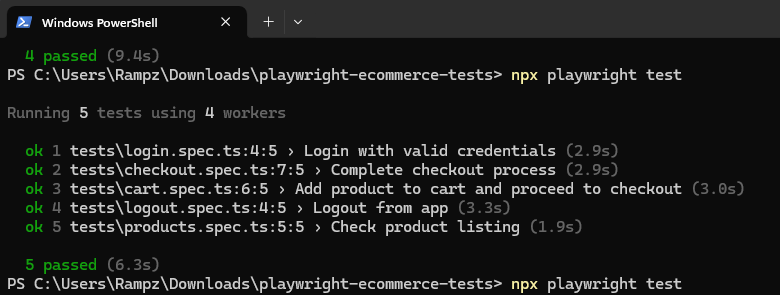 Windows PowerShell
4 passed (9.4s)
PS C:\Users\Rampz\Downloads\playwright-ecommerce-tests> npx playwright test
Running 5 tests using 4 workers
ok 1 tests\login.spec.ts:4:5 › Login with valid credentials (2.9s)
ok 2 tests\checkout.spec.ts:7:5 › Complete checkout process (2.9s)
ok 3 tests\cart.spec.ts:6:5 › Add product to cart and proceed to checkout (3.0s)
ok 4 tests\logout.spec.ts:4:5 › Logout from app (3.3s)
ok 5 tests\products.spec.ts:5:5 › Check product listing (1.9s)
5 passed (6.3s)
PS C:\Users\Rampz\Downloads\playwright-ecommerce-tests> npx playwright test